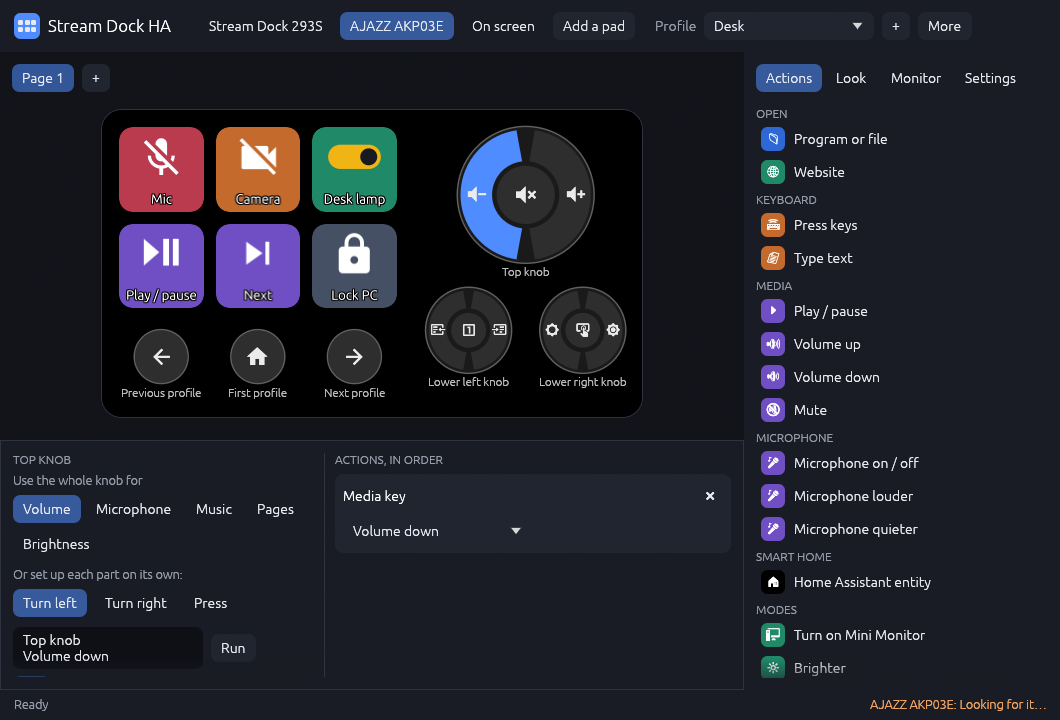 Stream Dock HA
Stream Dock 293S
AJAZZ AKP03E
On screen
Add a pad
Profile
Desk
+
More
Page 1
+
Mic
Camera
Desk lamp
Play / pause
Next
Lock PC
Previous profile
First profile
Next profile
Top knob
1
Lower left knob
Lower right knob
TOP KNOB
Use the whole knob for
Volume
Microphone
Music
Pages
Brightness
Or set up each part on its own:
Turn left
Turn right
Press
Top knob
Volume down
Run
ACTIONS, IN ORDER
Media key
Volume down
Actions
Look
Monitor
Settings
OPEN
Program or file
Website
KEYBOARD
Press keys
Type text
MEDIA
Play / pause
Volume up
Volume down
Mute
MICROPHONE
Microphone on / off
Microphone louder
Microphone quieter
SMART HOME
Home Assistant entity
MODES
Turn on Mini Monitor
Brighter
Ready
AJAZZ AKP03E: Looking for it…